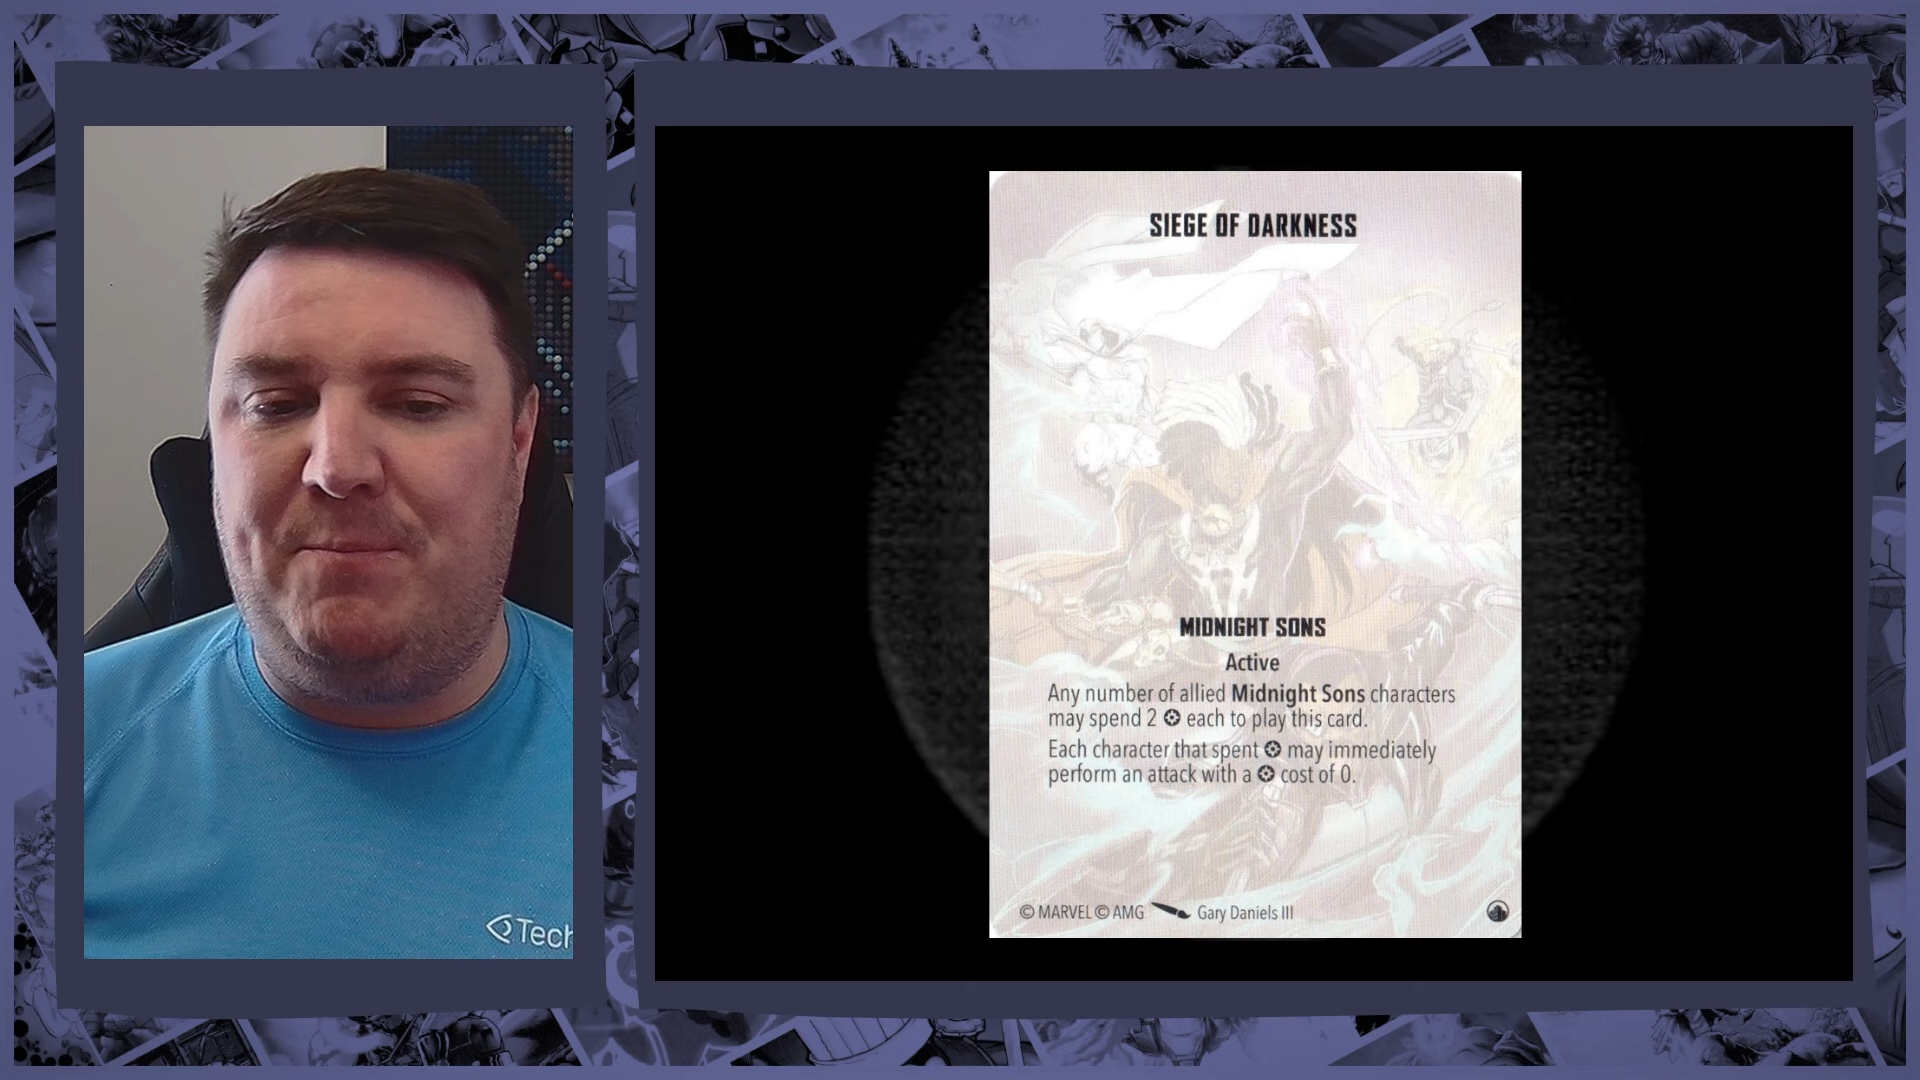 SIEGE OF DARKNESS
MIDNIGHT SONS
Active
Any number of allied Midnight Sons characters
may spend 2 each to play this card.
Each character that spent may immediately
perform an attack with a cost of 0.
© MARVEL © AMG Gary Daniels III
Tech